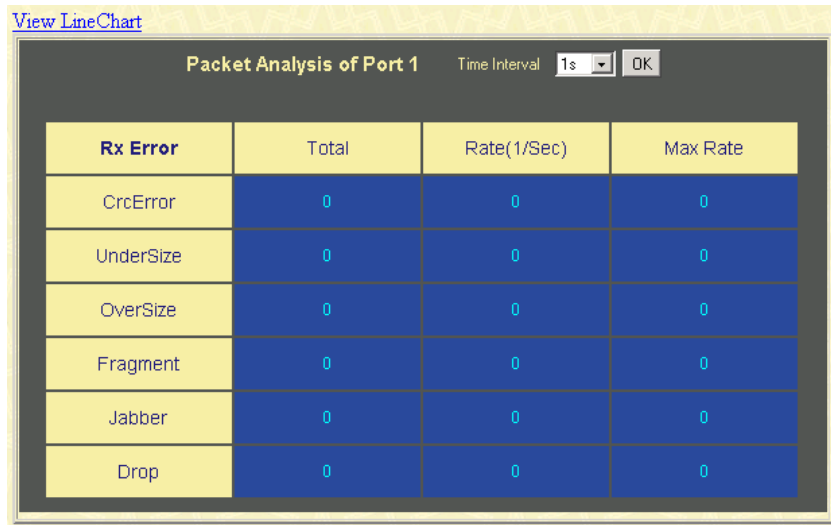 View LineChart
Packet Analysis of Port 1 Time Interval 1s OK
Rx Error Total Rate(1/Sec) Max Rate
CrcError 0 0 0
UnderSize 0 0 0
OverSize 0 0 0
Fragment 0 0 0
Jabber 0 0 0
Drop 0 0 0